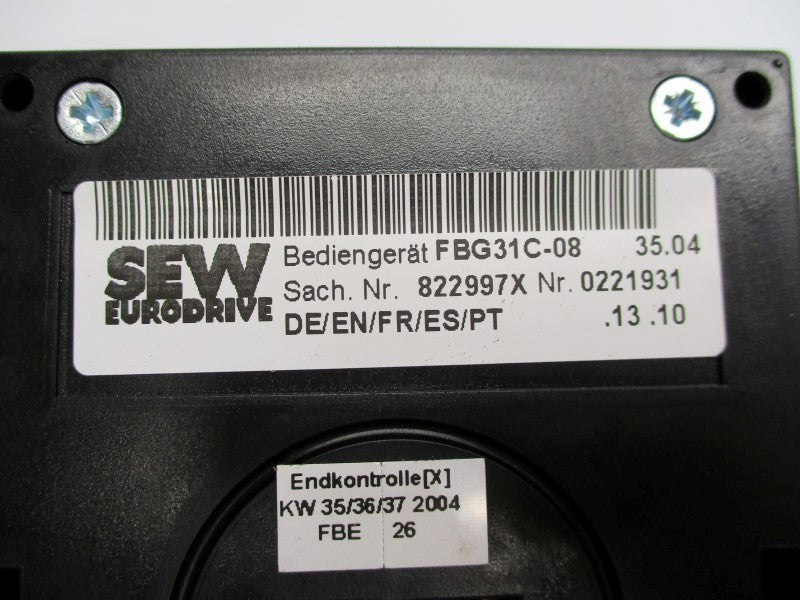 SEW
EURODRIVE
Bediengerät FBG31C-08 35.04
Sach. Nr. 822997X Nr. 0221931
DE/EN/FR/ES/PT .13 .10
Endkontrolle[X]
KW 35/36/37 2004
FBE 26